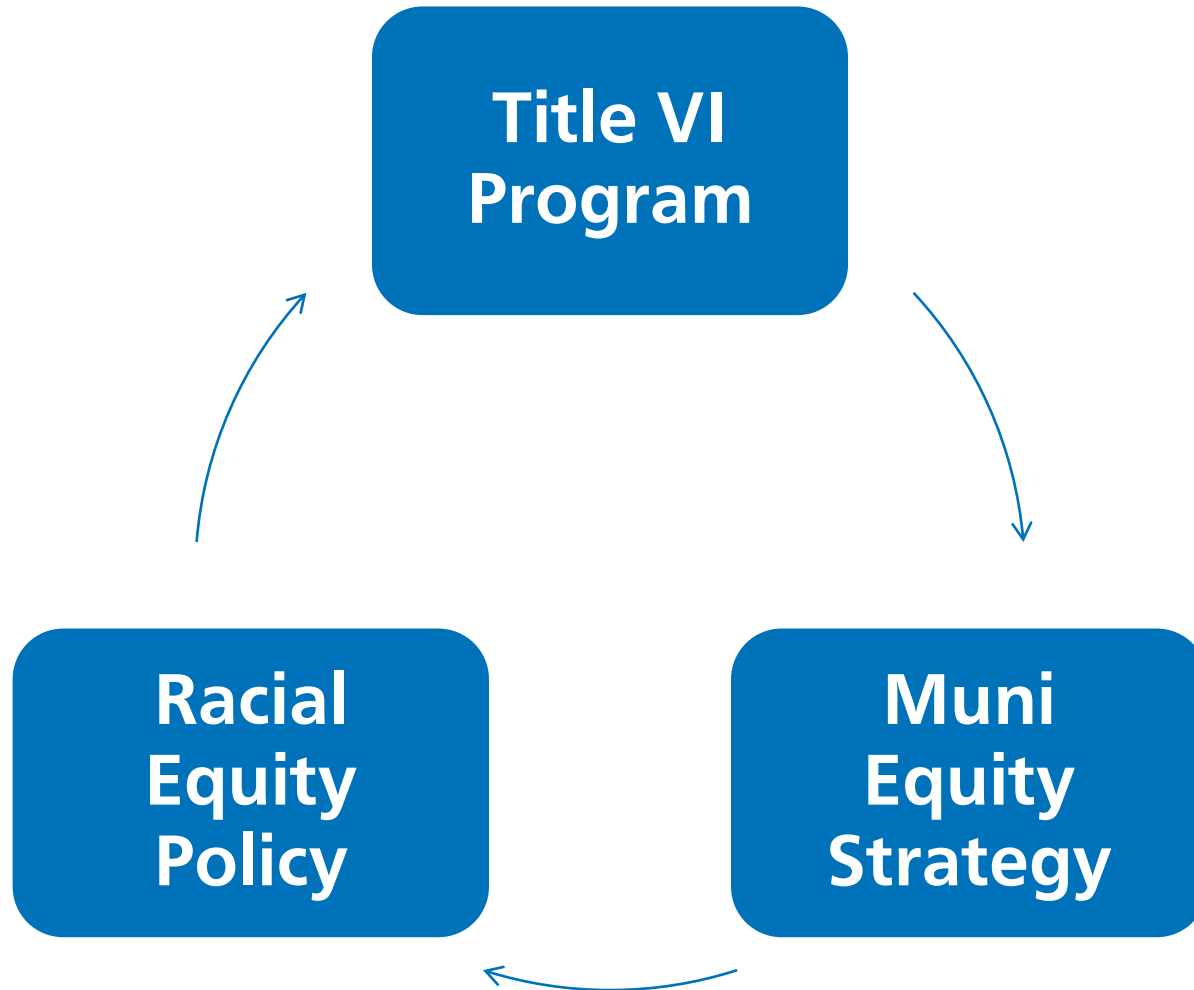 Title VI
Program
Racial
Equity
Policy
Muni
Equity
Strategy